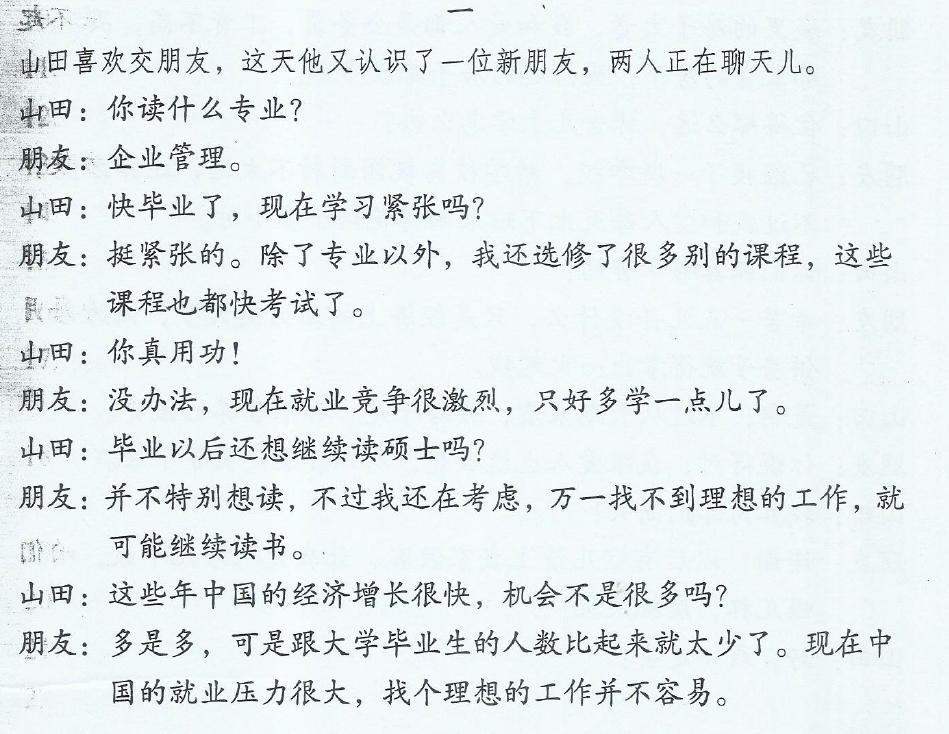 一
山田喜欢交朋友，这天他又认识了一位新朋友，两人正在聊天儿。
山田：你读什么专业？
朋友：企业管理。
山田：快毕业了，现在学习紧张吗？
朋友：挺紧张的。除了专业以外，我还选修了很多别的课程，这些
课程也都快考试了。
山田：你真用功！
朋友：没办法，现在就业竞争很激烈，只好多学一点儿了。
山田：毕业以后还想继续读硕士吗？
朋友：并不特别想读，不过我还在考虑，万一找不到理想的工作，就
可能继续读书。
山田：这些年中国的经济增长很快，机会不是很多吗？
朋友：多是多，可是跟大学毕业生的人数比起来就太少了。现在中
国的就业压力很大，找个理想的工作并不容易。